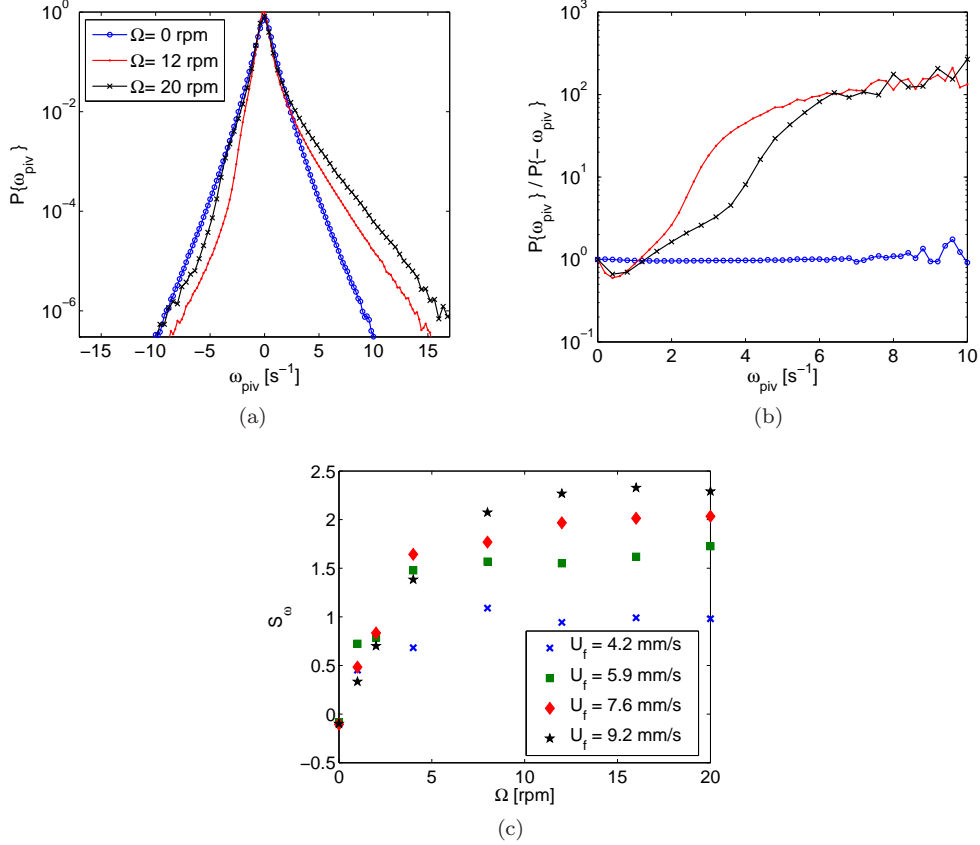 10^0
10^-2
10^-4
10^-6
P{ω_piv}
Ω= 0 rpm
Ω= 12 rpm
Ω= 20 rpm
−15 −10 −5 0 5 10 15
ω_piv [s^−1]
(a)
10^3
10^2
10^1
10^0
10^-1
P{ω_piv} / P{− ω_piv}
0 2 4 6 8 10
ω_piv [s^−1]
(b)
2.5
2
1.5
1
0.5
0
−0.5
S_ω
U_f = 4.2 mm/s
U_f = 5.9 mm/s
U_f = 7.6 mm/s
U_f = 9.2 mm/s
0 5 10 15 20
Ω [rpm]
(c)